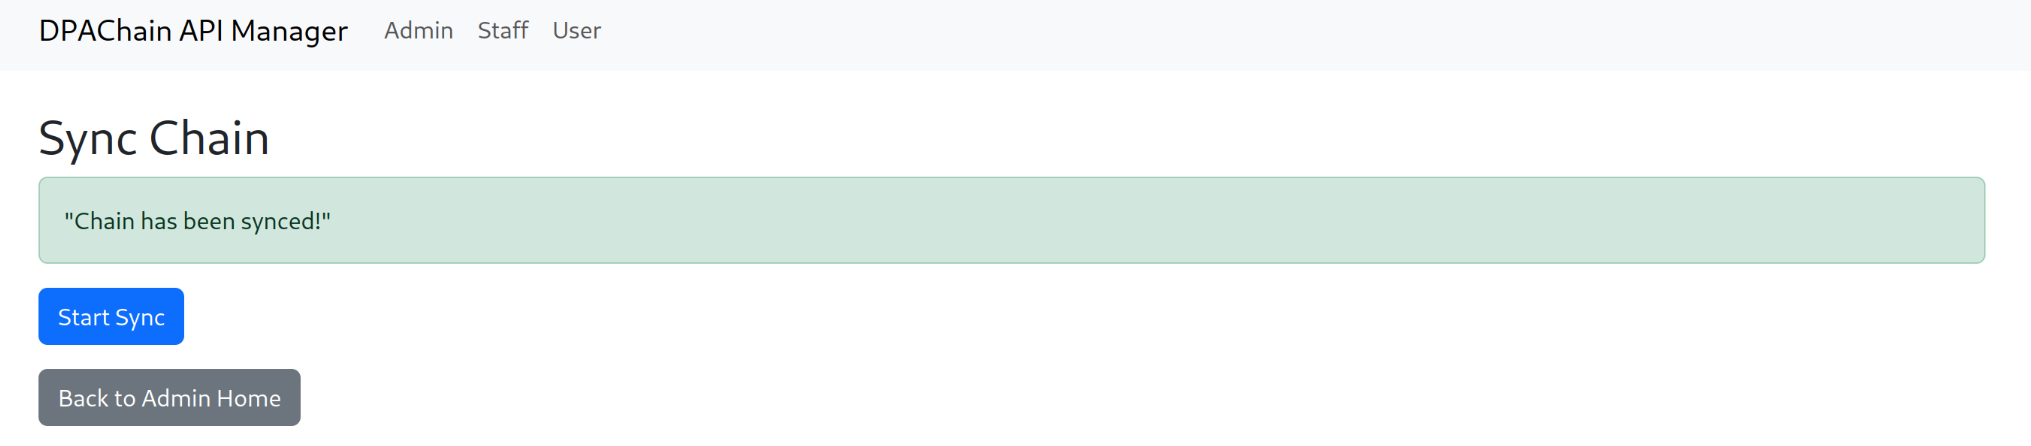 DPAChain API Manager Admin Staff User
Sync Chain
"Chain has been synced!"
Start Sync
Back to Admin Home